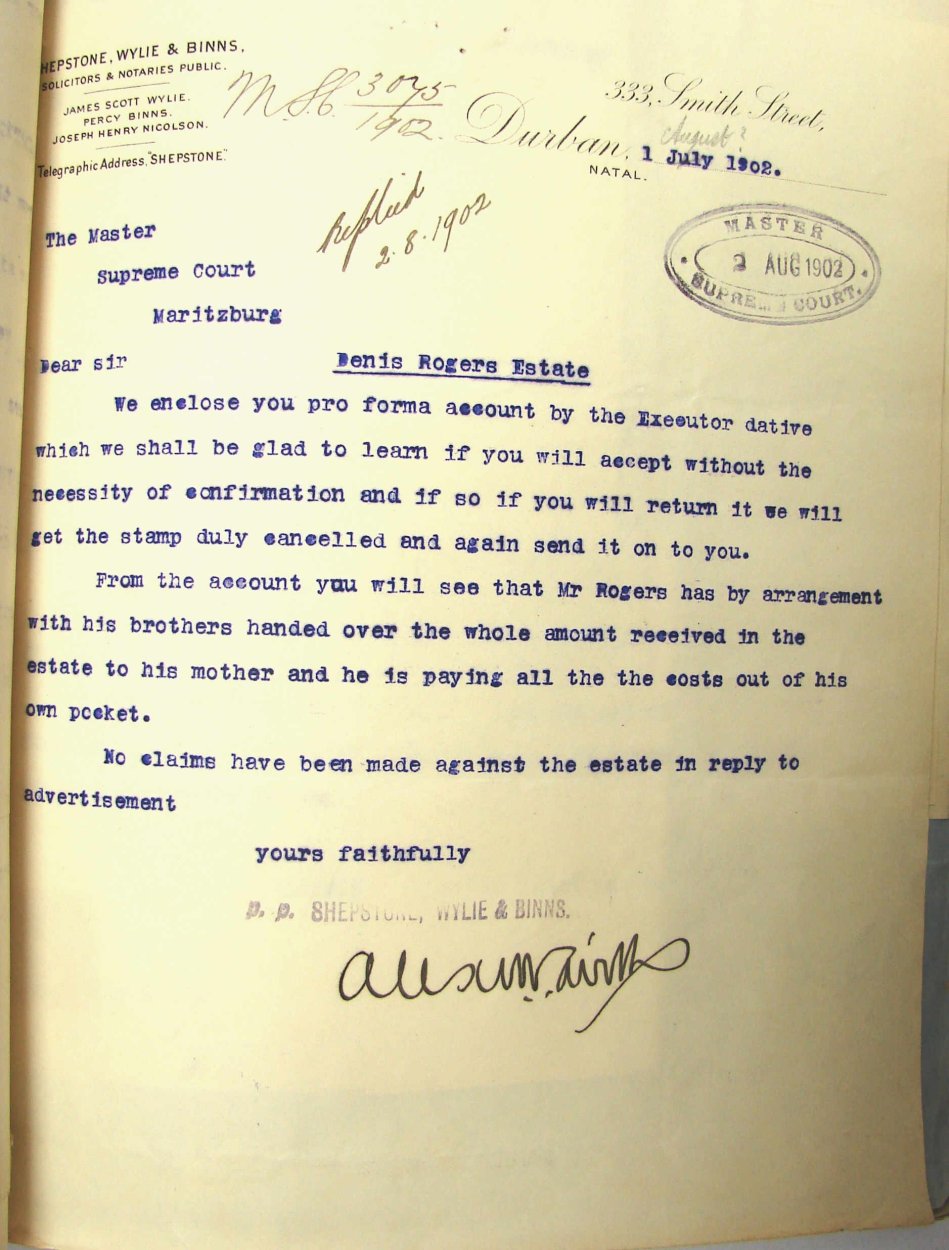 SHEPSTONE, WYLIE & BINNS,
SOLICITORS & NOTARIES PUBLIC.
JAMES SCOTT WYLIE.
PERCY BINNS.
JOSEPH HENRY NICOLSON.
Telegraphic Address, "SHEPSTONE."
M.S.C. 3075/1902.
333, Smith Street,
August?
Durban, 1 July 1902.
NATAL.
Replied
2.8.1902
MASTER
2 AUG 1902
SUPREME COURT.
The Master
Supreme Court
Maritzburg
Dear sir
Denis Rogers Estate
We enclose you pro forma account by the Executor dative
which we shall be glad to learn if you will accept without the
necessity of confirmation and if so if you will return it we will
get the stamp duly cancelled and again send it on to you.
From the account you will see that Mr Rogers has by arrangement
with his brothers handed over the whole amount received in the
estate to his mother and he is paying all the the costs out of his
own pocket.
No claims have been made against the estate in reply to
advertisement
yours faithfully
p. p. SHEPSTONE, WYLIE & BINNS.